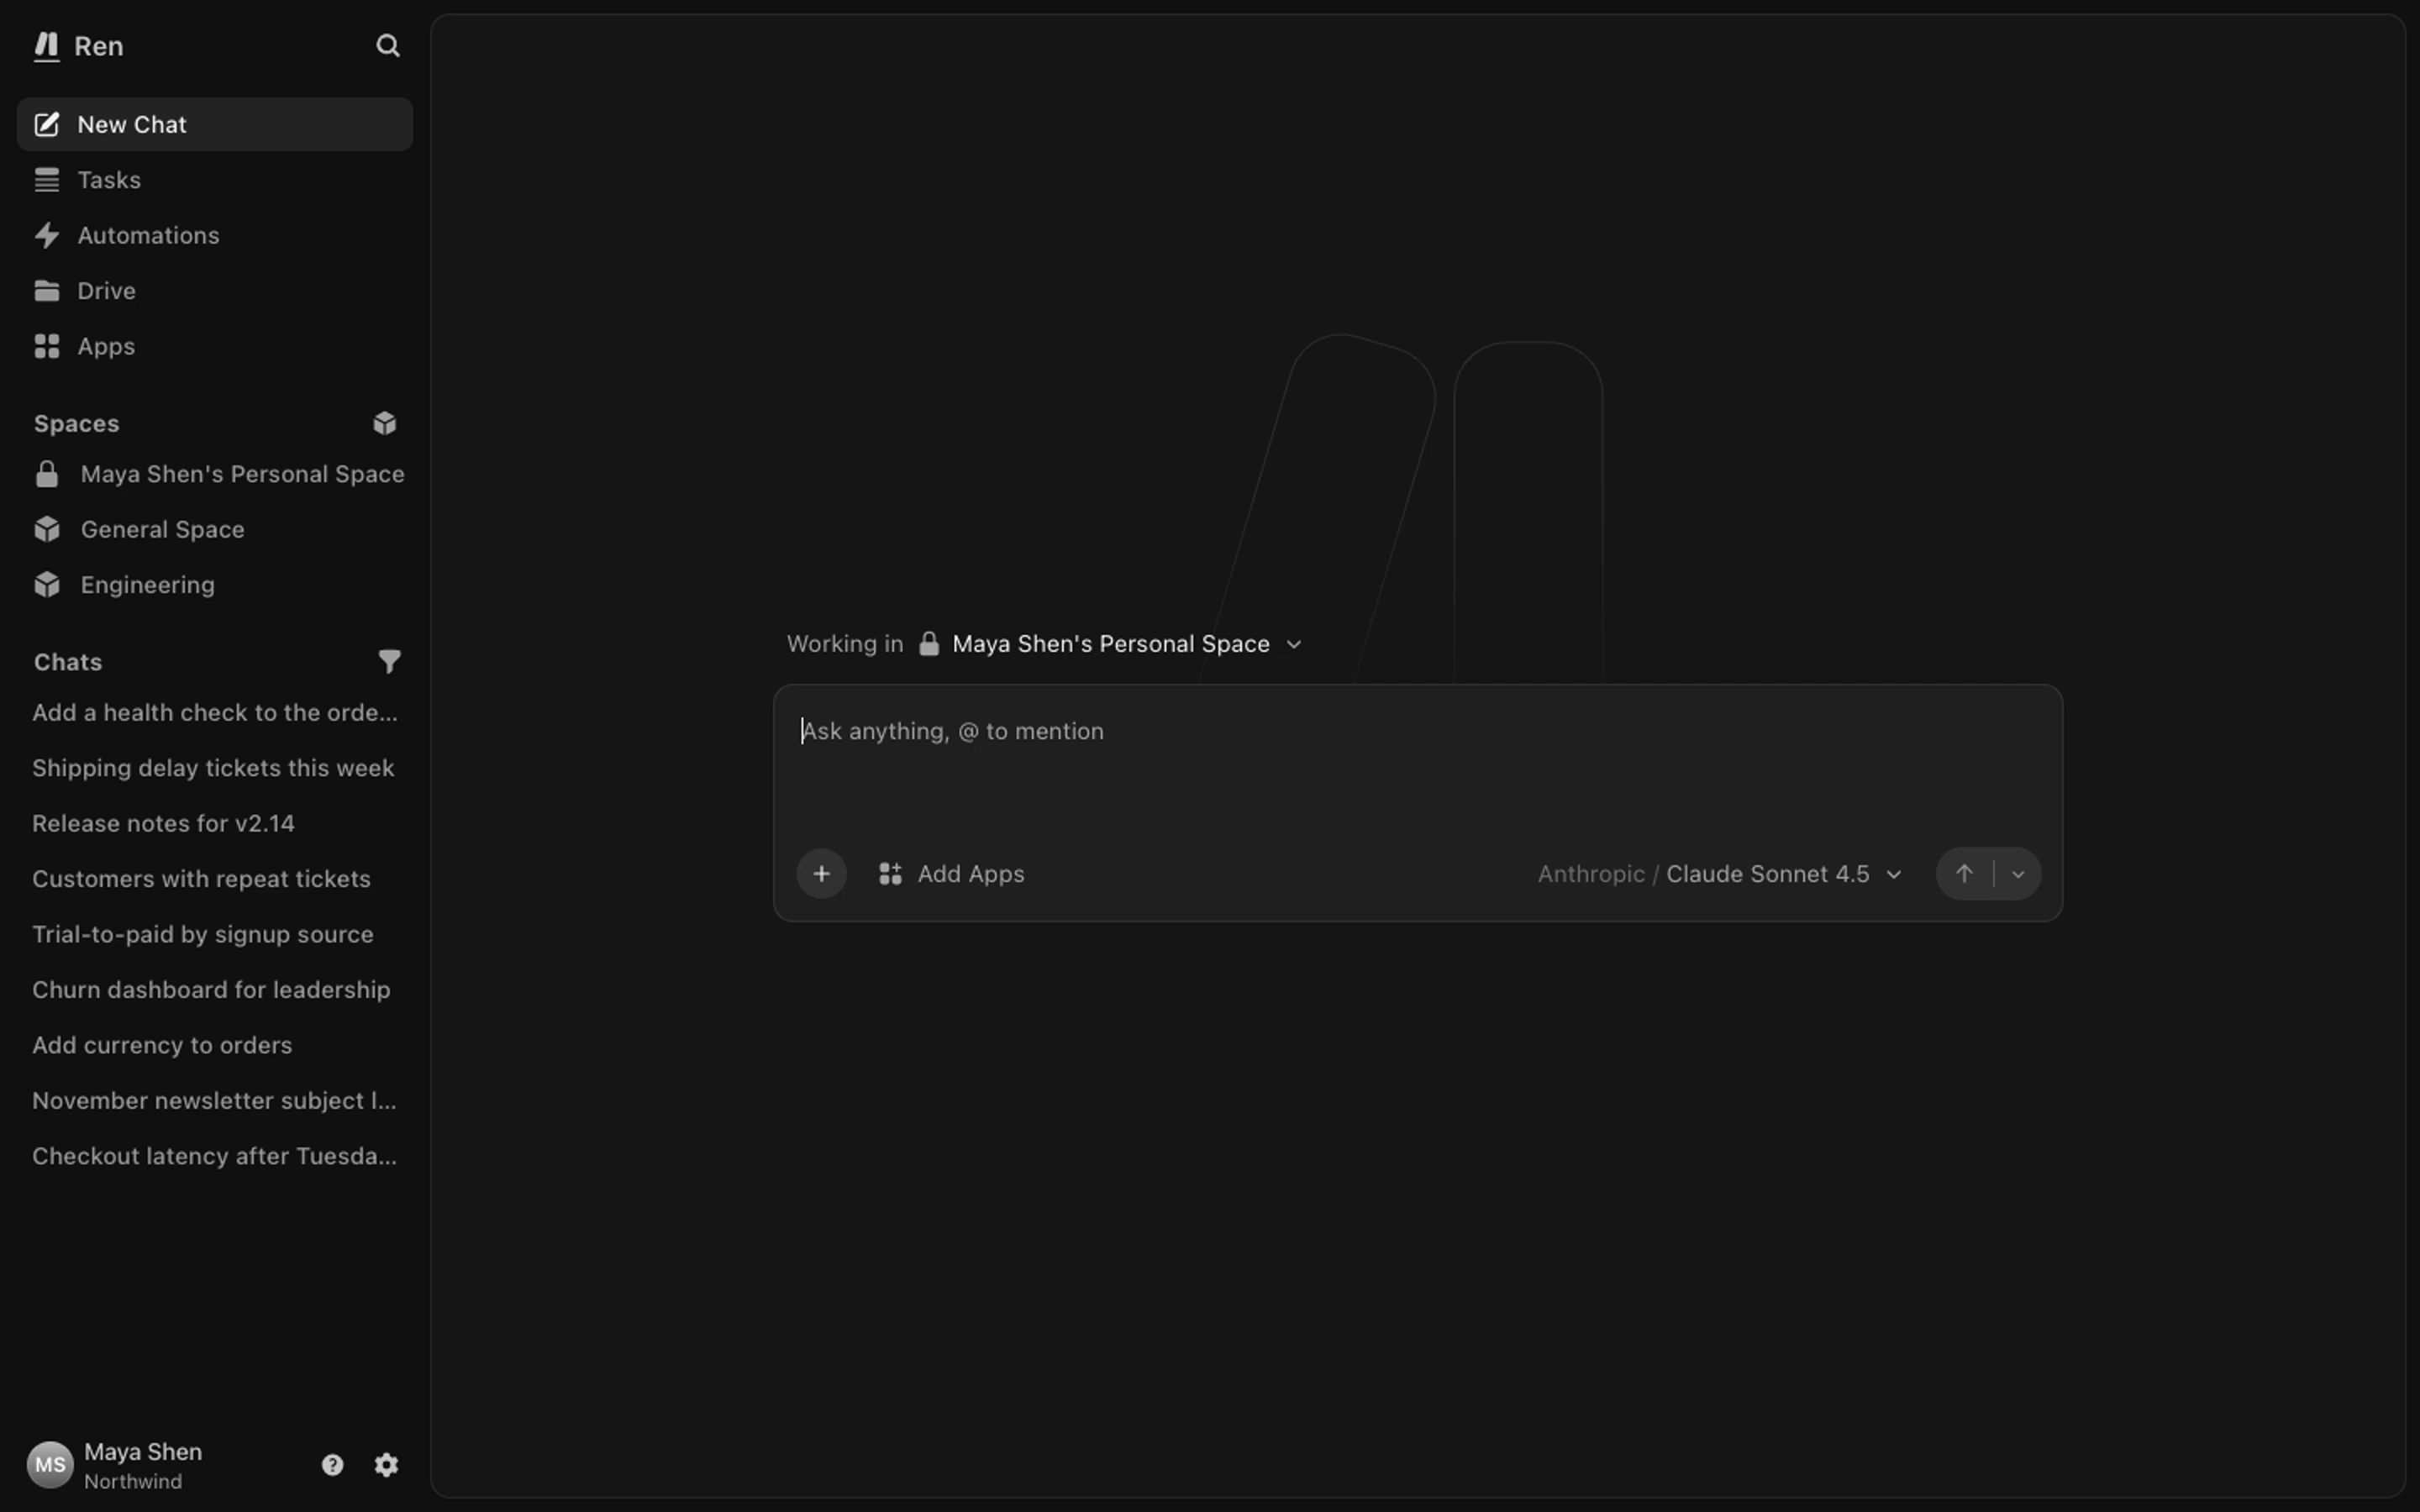 Ren
New Chat
Tasks
Automations
Drive
Apps
Spaces
Maya Shen's Personal Space
General Space
Engineering
Chats
Add a health check to the orde...
Shipping delay tickets this week
Release notes for v2.14
Customers with repeat tickets
Trial-to-paid by signup source
Churn dashboard for leadership
Add currency to orders
November newsletter subject l...
Checkout latency after Tuesda...
MS
Maya Shen
Northwind
Working in Maya Shen's Personal Space
Ask anything, @ to mention
Add Apps
Anthropic / Claude Sonnet 4.5